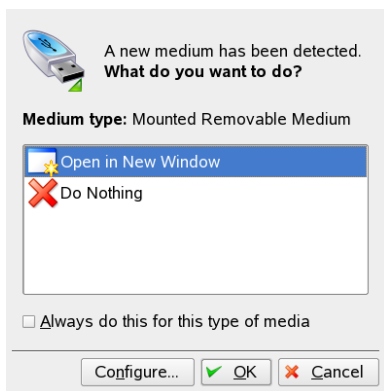 A new medium has been detected.
What do you want to do?
Medium type: Mounted Removable Medium
Open in New Window
Do Nothing
Always do this for this type of media
Configure...
OK
Cancel